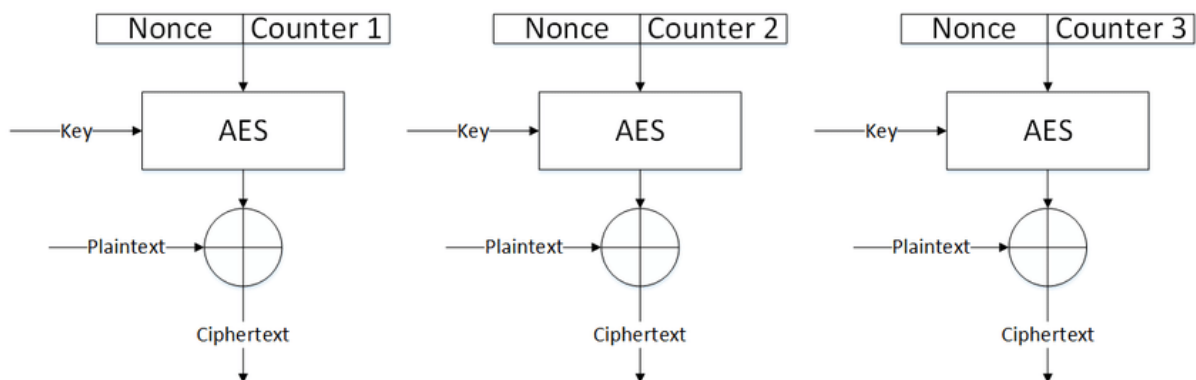 Nonce Counter 1 Nonce Counter 2 Nonce Counter 3
Key AES Key AES Key AES
Plaintext Plaintext Plaintext
Ciphertext Ciphertext Ciphertext